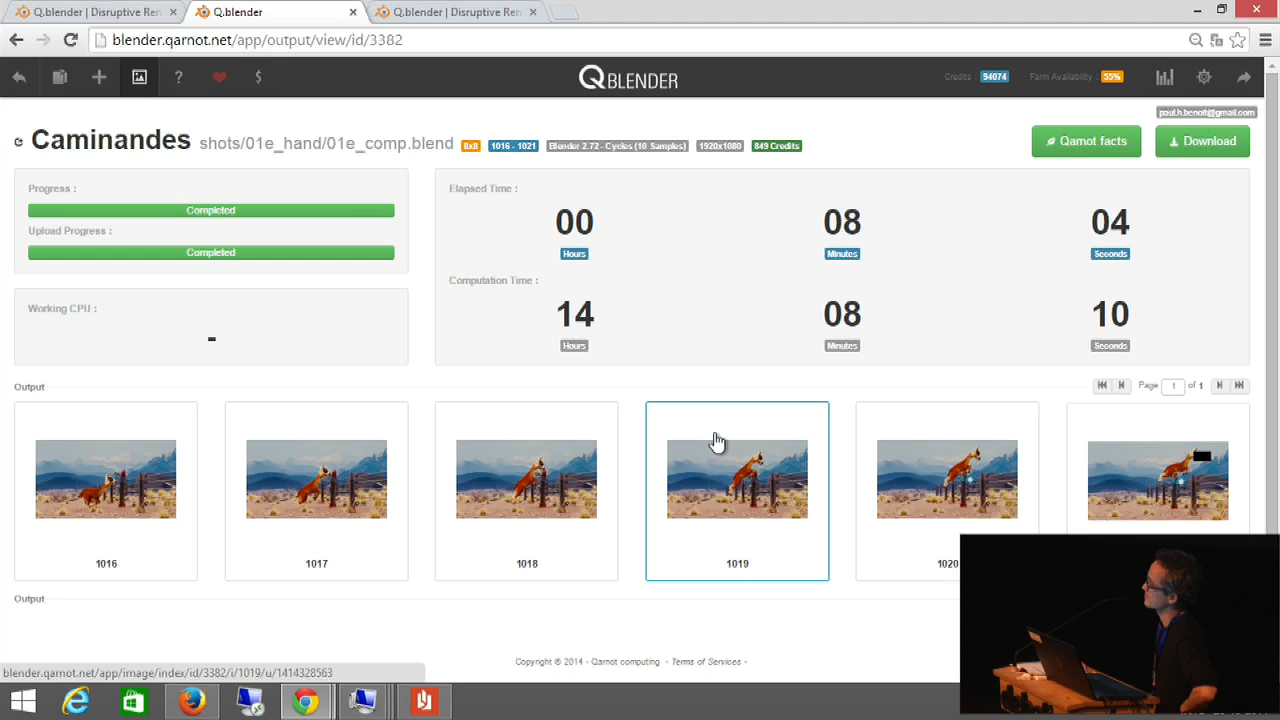 Q.blender | Disruptive Ren
Q.blender
Q.blender | Disruptive Ren
blender.qarnot.net/app/output/view/id/3382
? $ QBLENDER Credits : 94074 Farm Availability : 55%
paul.h.benoit@gmail.com
Caminandes shots/01e_hand/01e_comp.blend 8x8 1016 - 1021 Blender 2.72 - Cycles (10 Samples) 1920x1080 849 Credits Qarnot facts Download
Progress :
Completed
Upload Progress :
Completed
Working CPU :
-
Elapsed Time :
00 08 04
Hours Minutes Seconds
Computation Time :
14 08 10
Hours Minutes Seconds
Output Page 1 of 1
1016 1017 1018 1019 1020
Output
Copyright © 2014 - Qarnot computing - Terms of Services -
blender.qarnot.net/app/image/index/id/3382/i/1019/u/1414328563